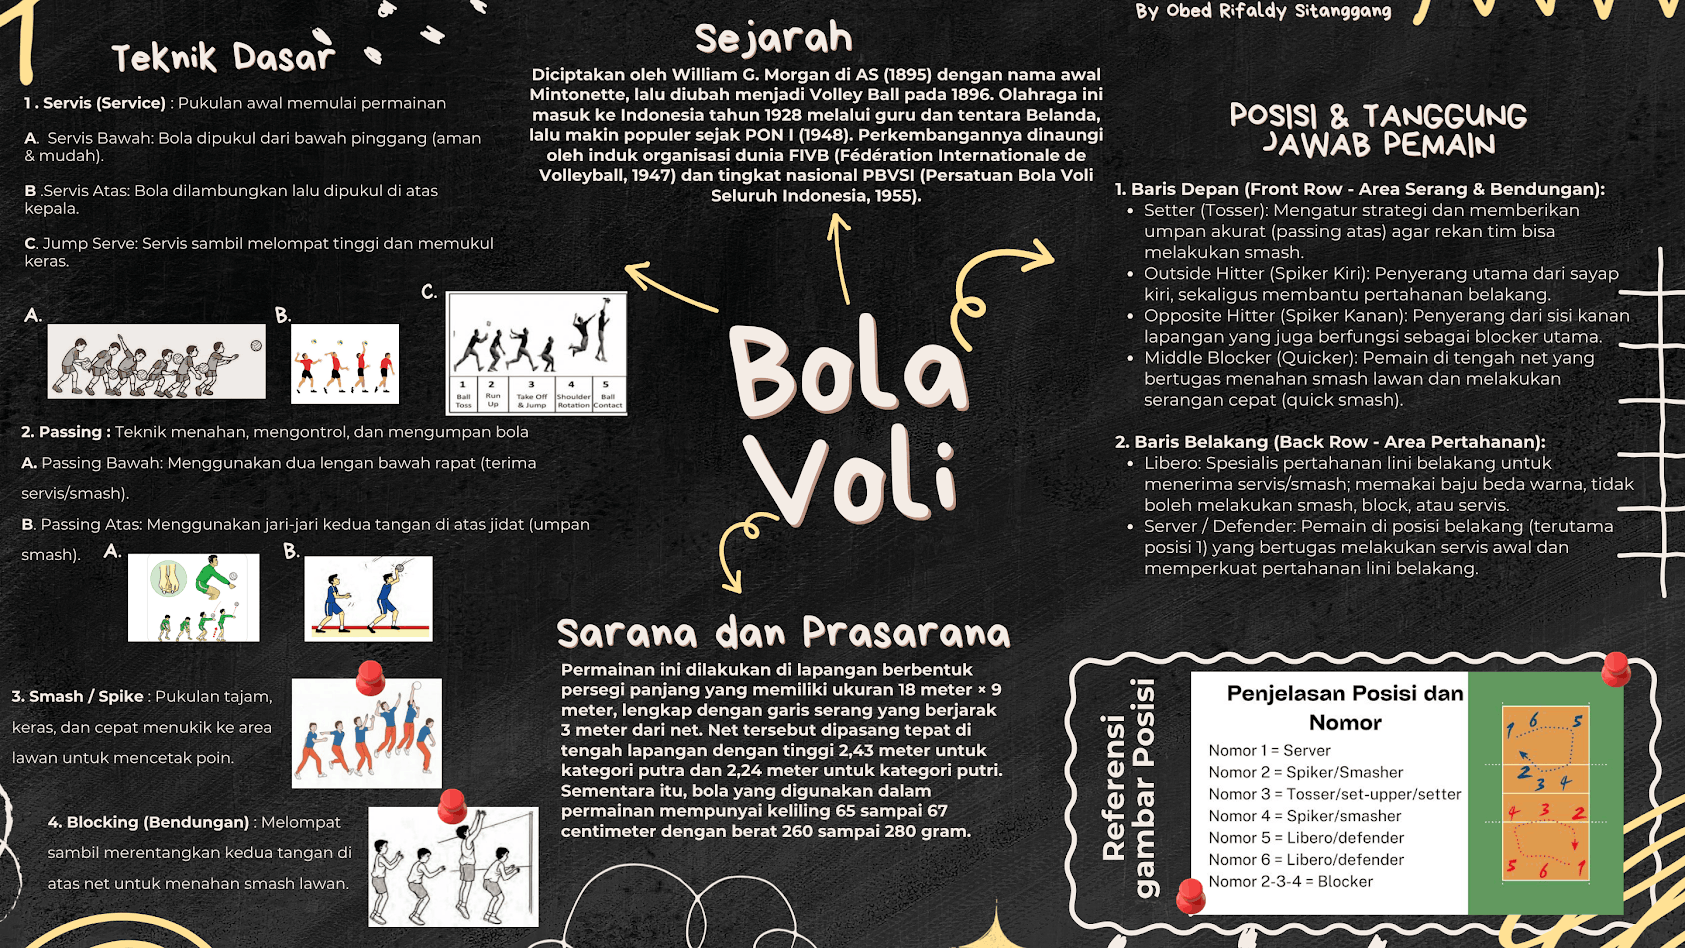 By Obed Rifaldy Sitanggang
Teknik Dasar
1 . Servis (Service) : Pukulan awal memulai permainan
A. Servis Bawah: Bola dipukul dari bawah pinggang (aman
& mudah).
B .Servis Atas: Bola dilambungkan lalu dipukul di atas
kepala.
C. Jump Serve: Servis sambil melompat tinggi dan memukul
keras.
A.
B.
C.
1 2 3 4 5
Ball Toss
Run Up
Take Off & Jump
Shoulder Rotation
Ball Contact
2. Passing : Teknik menahan, mengontrol, dan mengumpan bola
A. Passing Bawah: Menggunakan dua lengan bawah rapat (terima
servis/smash).
B. Passing Atas: Menggunakan jari-jari kedua tangan di atas jidat (umpan
smash).
A.
B.
3. Smash / Spike : Pukulan tajam,
keras, dan cepat menukik ke area
lawan untuk mencetak poin.
4. Blocking (Bendungan) : Melompat
sambil merentangkan kedua tangan di
atas net untuk menahan smash lawan.
Sejarah
Diciptakan oleh William G. Morgan di AS (1895) dengan nama awal
Mintonette, lalu diubah menjadi Volley Ball pada 1896. Olahraga ini
masuk ke Indonesia tahun 1928 melalui guru dan tentara Belanda,
lalu makin populer sejak PON I (1948). Perkembangannya dinaungi
oleh induk organisasi dunia FIVB (Fédération Internationale de
Volleyball, 1947) dan tingkat nasional PBVSI (Persatuan Bola Voli
Seluruh Indonesia, 1955).
Bola
Voli
Sarana dan Prasarana
Permainan ini dilakukan di lapangan berbentuk
persegi panjang yang memiliki ukuran 18 meter × 9
meter, lengkap dengan garis serang yang berjarak
3 meter dari net. Net tersebut dipasang tepat di
tengah lapangan dengan tinggi 2,43 meter untuk
kategori putra dan 2,24 meter untuk kategori putri.
Sementara itu, bola yang digunakan dalam
permainan mempunyai keliling 65 sampai 67
centimeter dengan berat 260 sampai 280 gram.
POSISI & TANGGUNG
JAWAB PEMAIN
1. Baris Depan (Front Row - Area Serang & Bendungan):
• Setter (Tosser): Mengatur strategi dan memberikan
umpan akurat (passing atas) agar rekan tim bisa
melakukan smash.
• Outside Hitter (Spiker Kiri): Penyerang utama dari sayap
kiri, sekaligus membantu pertahanan belakang.
• Opposite Hitter (Spiker Kanan): Penyerang dari sisi kanan
lapangan yang juga berfungsi sebagai blocker utama.
• Middle Blocker (Quicker): Pemain di tengah net yang
bertugas menahan smash lawan dan melakukan
serangan cepat (quick smash).
2. Baris Belakang (Back Row - Area Pertahanan):
• Libero: Spesialis pertahanan lini belakang untuk
menerima servis/smash; memakai baju beda warna, tidak
boleh melakukan smash, block, atau servis.
• Server / Defender: Pemain di posisi belakang (terutama
posisi 1) yang bertugas melakukan servis awal dan
memperkuat pertahanan lini belakang.
Referensi
gambar Posisi
Penjelasan Posisi dan
Nomor
Nomor 1 = Server
Nomor 2 = Spiker/Smasher
Nomor 3 = Tosser/set-upper/setter
Nomor 4 = Spiker/smasher
Nomor 5 = Libero/defender
Nomor 6 = Libero/defender
Nomor 2-3-4 = Blocker
1 6 5
2 3 4
4 3 2
5 6 1